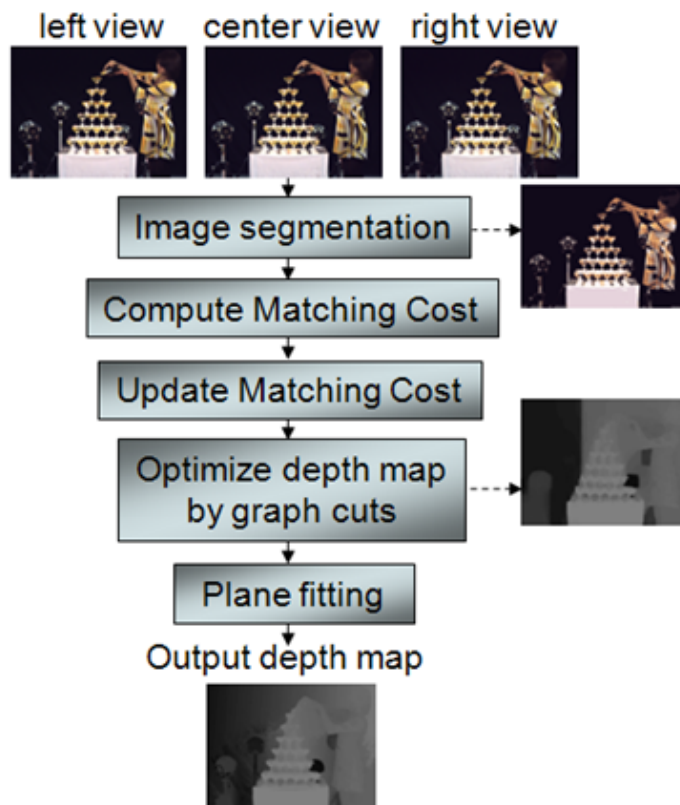 left view center view right view
Image segmentation
Compute Matching Cost
Update Matching Cost
Optimize depth map
by graph cuts
Plane fitting
Output depth map